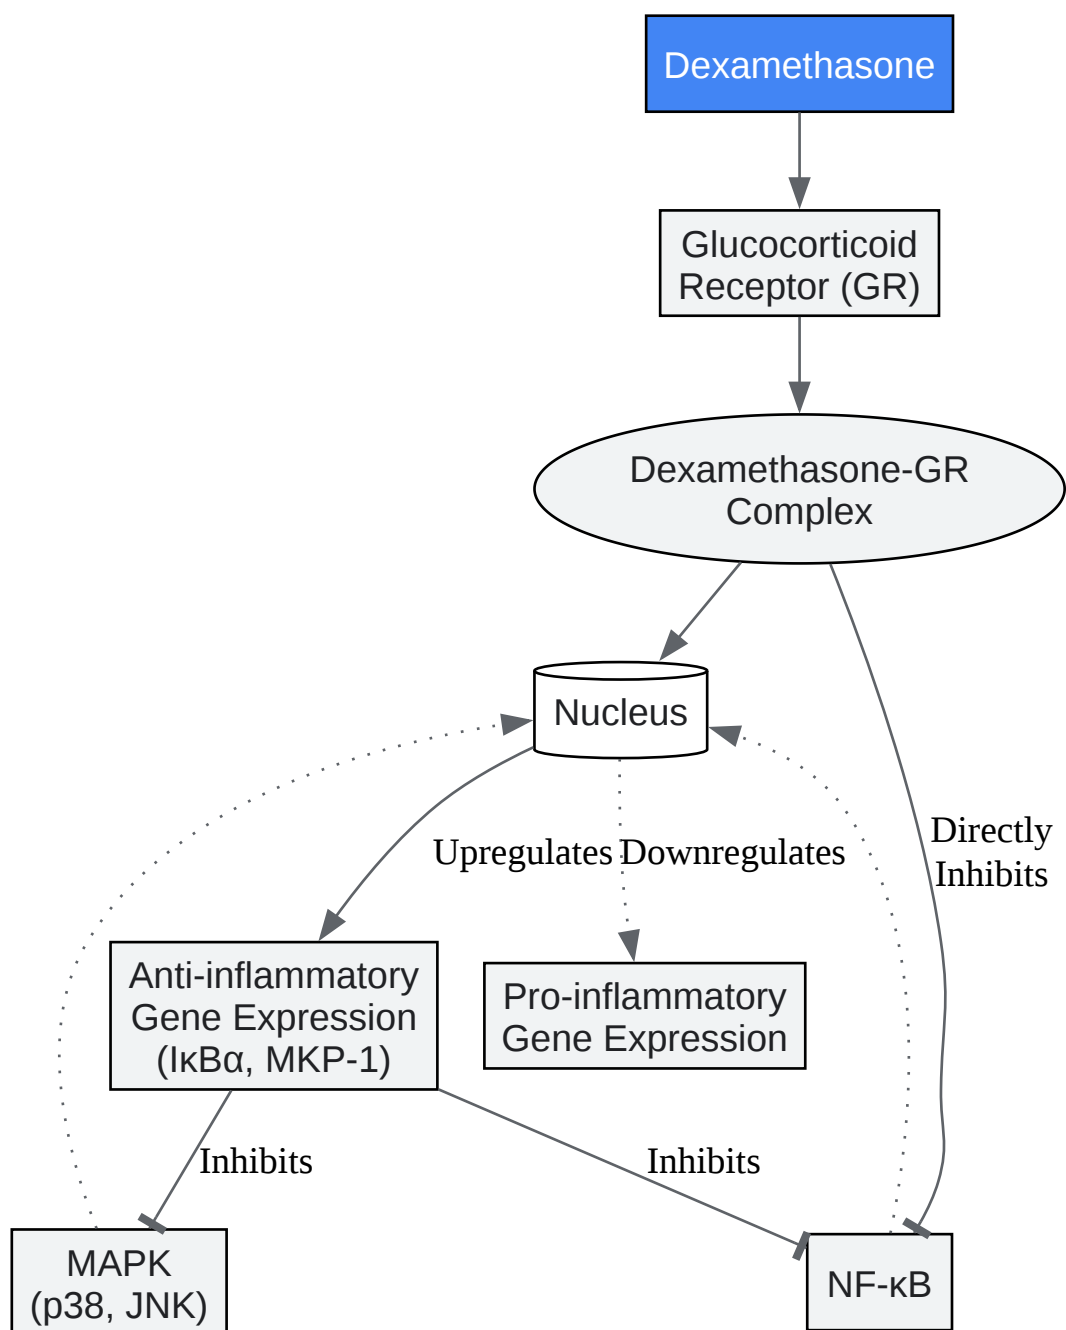 Dexamethasone
Glucocorticoid
Receptor (GR)
Dexamethasone-GR
Complex
Nucleus
Upregulates
Downregulates
Directly
Inhibits
Anti-inflammatory
Gene Expression
(IκBα, MKP-1)
Pro-inflammatory
Gene Expression
Inhibits
Inhibits
MAPK
(p38, JNK)
NF-κB